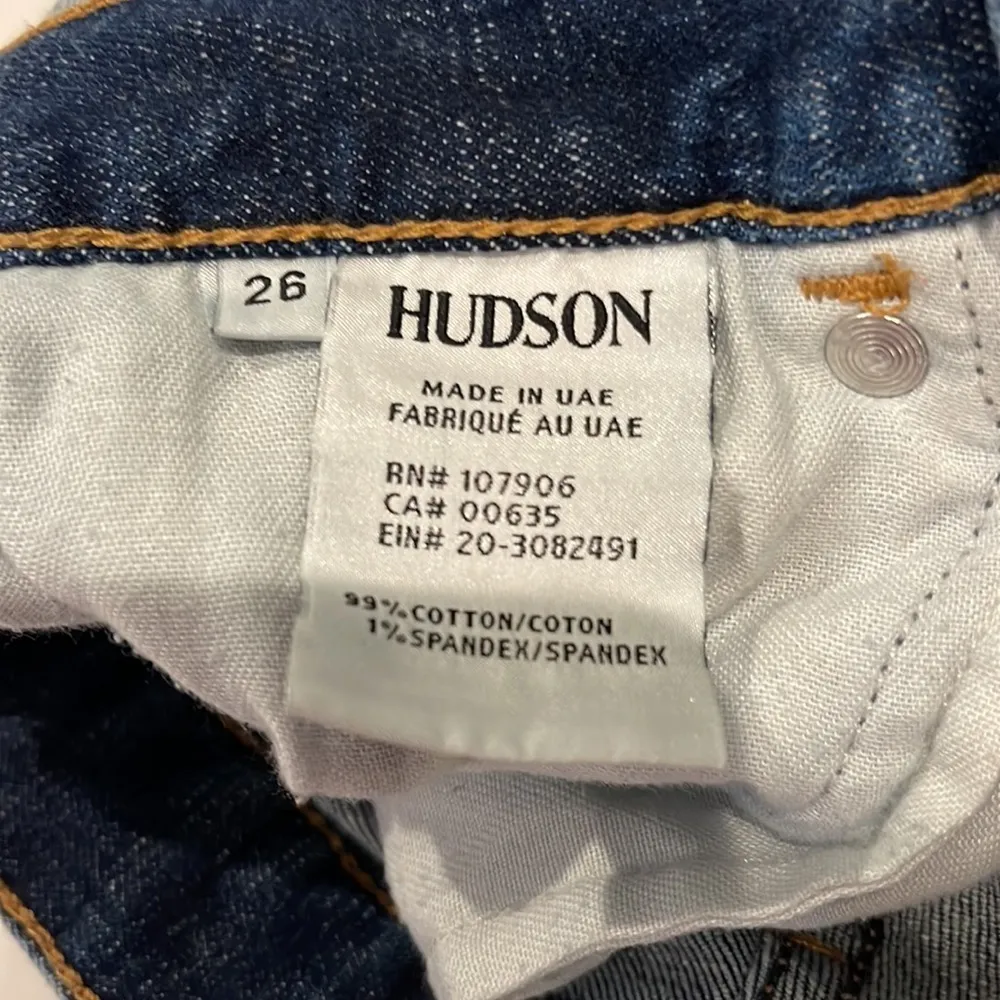 26
HUDSON
MADE IN UAE
FABRIQUÉ AU UAE
RN# 107906
CA# 00635
EIN# 20-3082491
99% COTTON/COTON
1% SPANDEX/SPANDEX